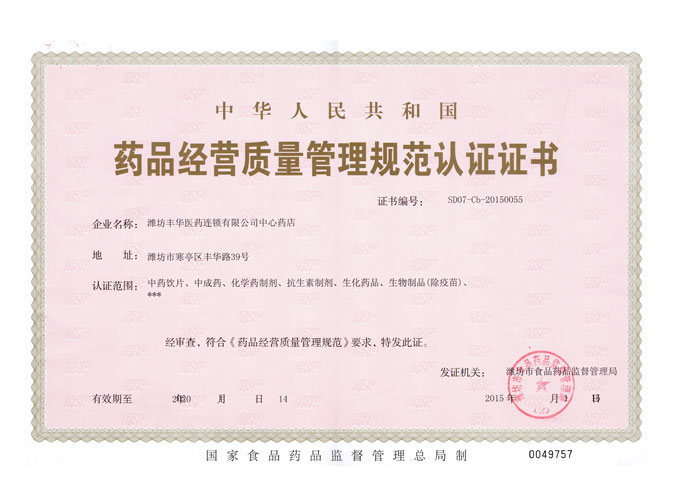 中华人民共和国
药品经营质量管理规范认证证书
证书编号： SD07-Cb-20150055
企业名称： 潍坊丰华医药连锁有限公司中心药店
地 址： 潍坊市寒亭区丰华路39号
认证范围： 中药饮片、中成药、化学药制剂、抗生素制剂、生化药品、生物制品(除疫苗)、
***
经审查，符合《药品经营质量管理规范》要求，特发此证。
发证机关： 潍坊市食品药品监督管理局
有效期至 2020 年 月 日 14 2015 年 月 日
国家食品药品监督管理总局制 0049757